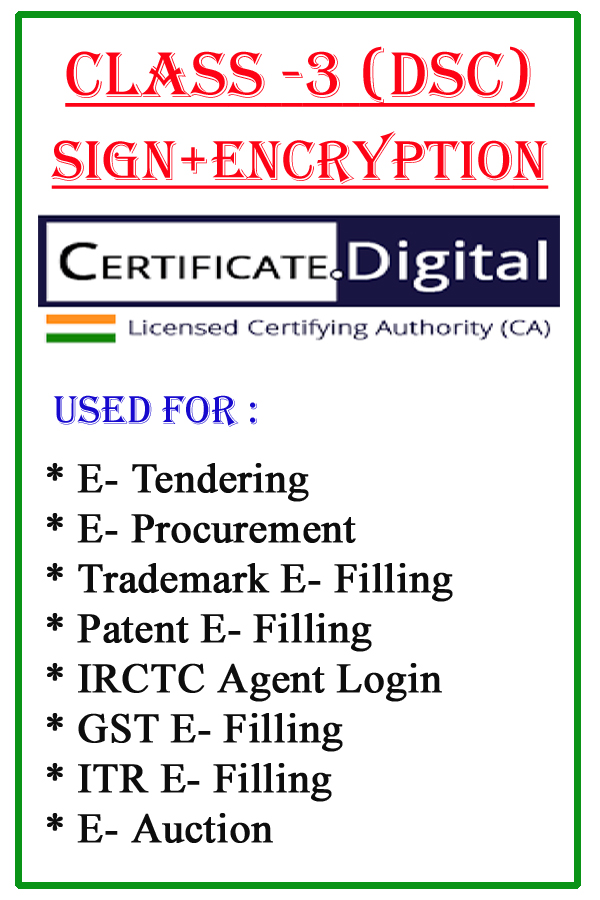 CLASS -3 (DSC)
SIGN+ENCRYPTION
CERTIFICATE.Digital
Licensed Certifying Authority (CA)
USED FOR :
* E- Tendering
* E- Procurement
* Trademark E- Filling
* Patent E- Filling
* IRCTC Agent Login
* GST E- Filling
* ITR E- Filling
* E- Auction